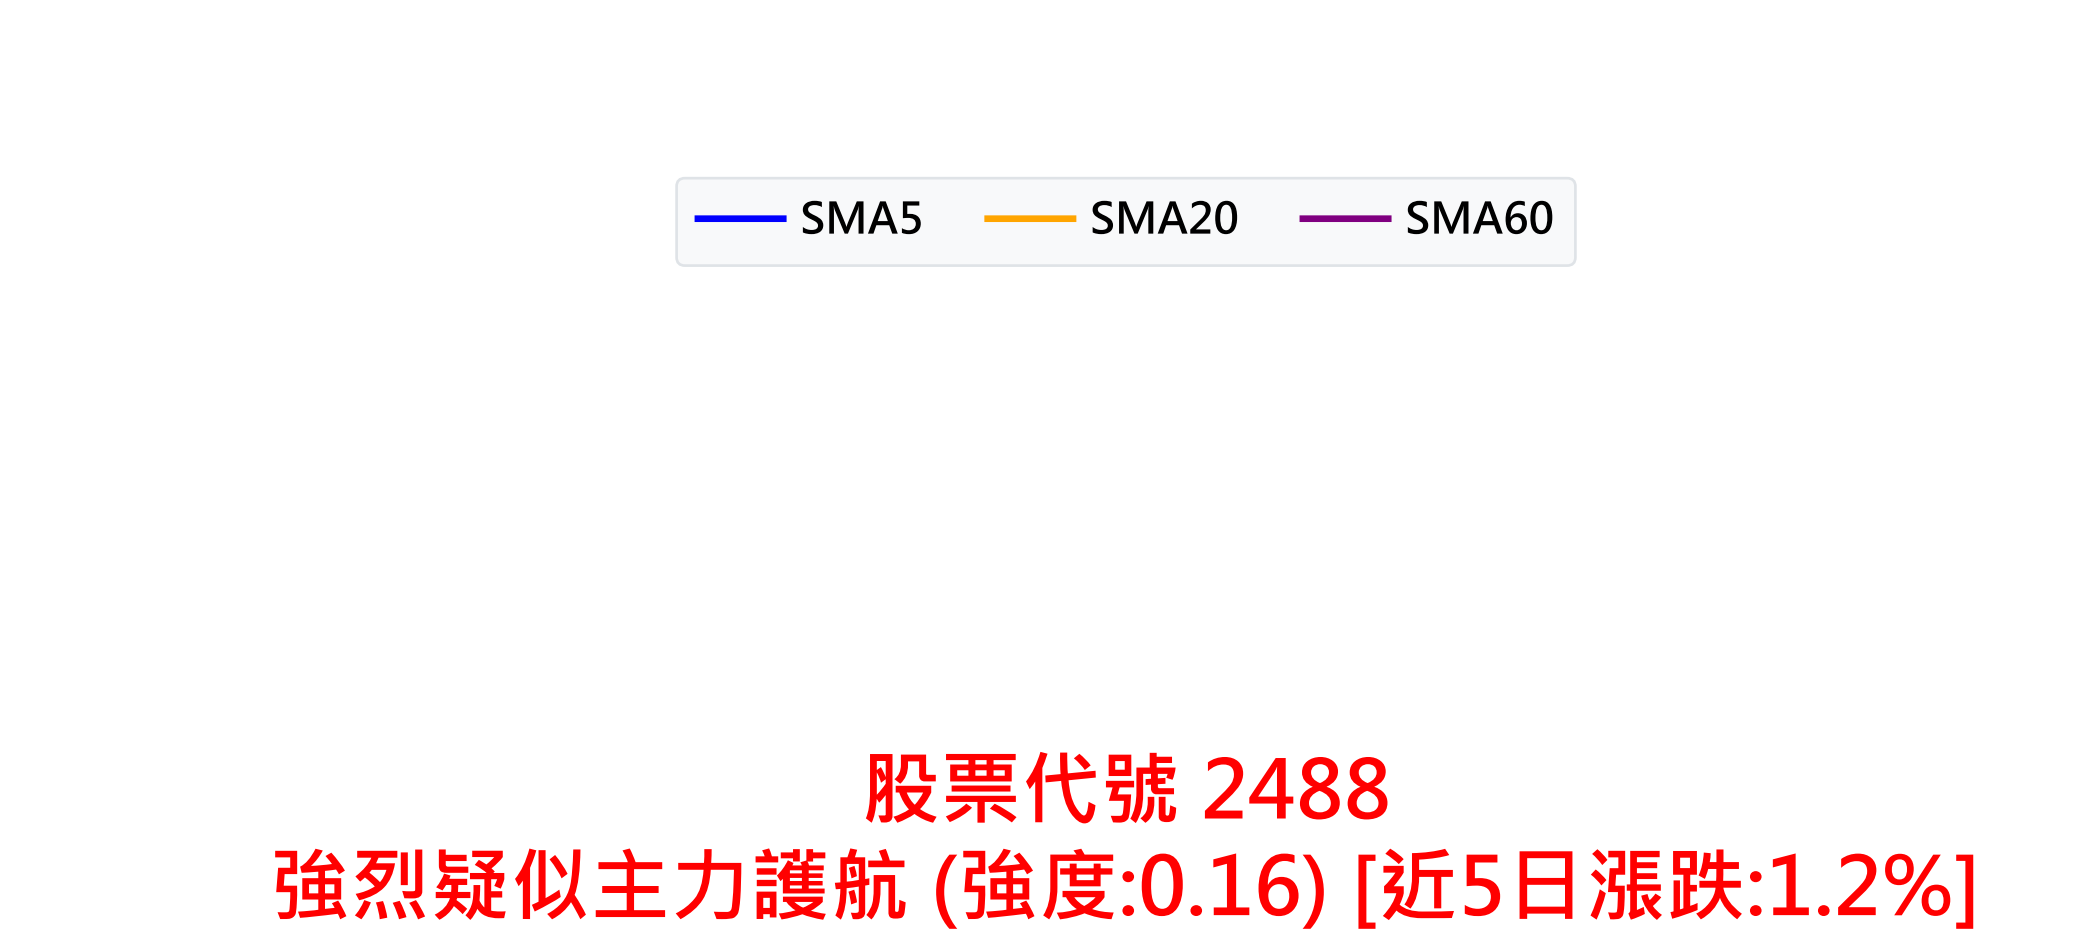 SMA5 SMA20 SMA60
股票代號 2488
強烈疑似主力護航 (強度:0.16) [近5日漲跌:1.2%]